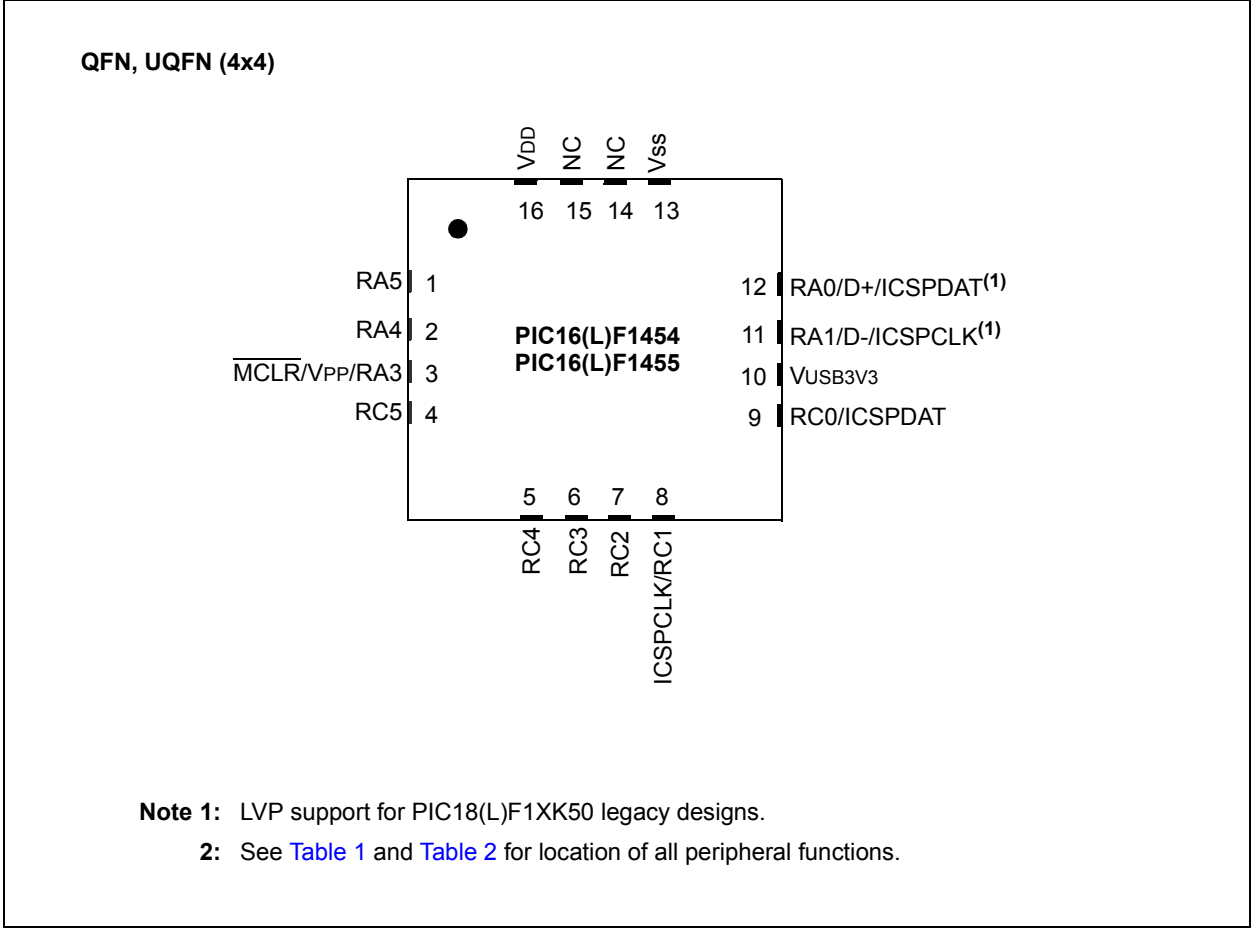 QFN, UQFN (4x4)
VDD
NC
NC
Vss
16 15 14 13
RA5 1
RA4 2
MCLR/VPP/RA3 3
RC5 4
PIC16(L)F1454
PIC16(L)F1455
12 RA0/D+/ICSPDAT(1)
11 RA1/D-/ICSPCLK(1)
10 VUSB3V3
9 RC0/ICSPDAT
5 6 7 8
RC4
RC3
RC2
ICSPCLK/RC1
Note 1: LVP support for PIC18(L)F1XK50 legacy designs.
2: See Table 1 and Table 2 for location of all peripheral functions.